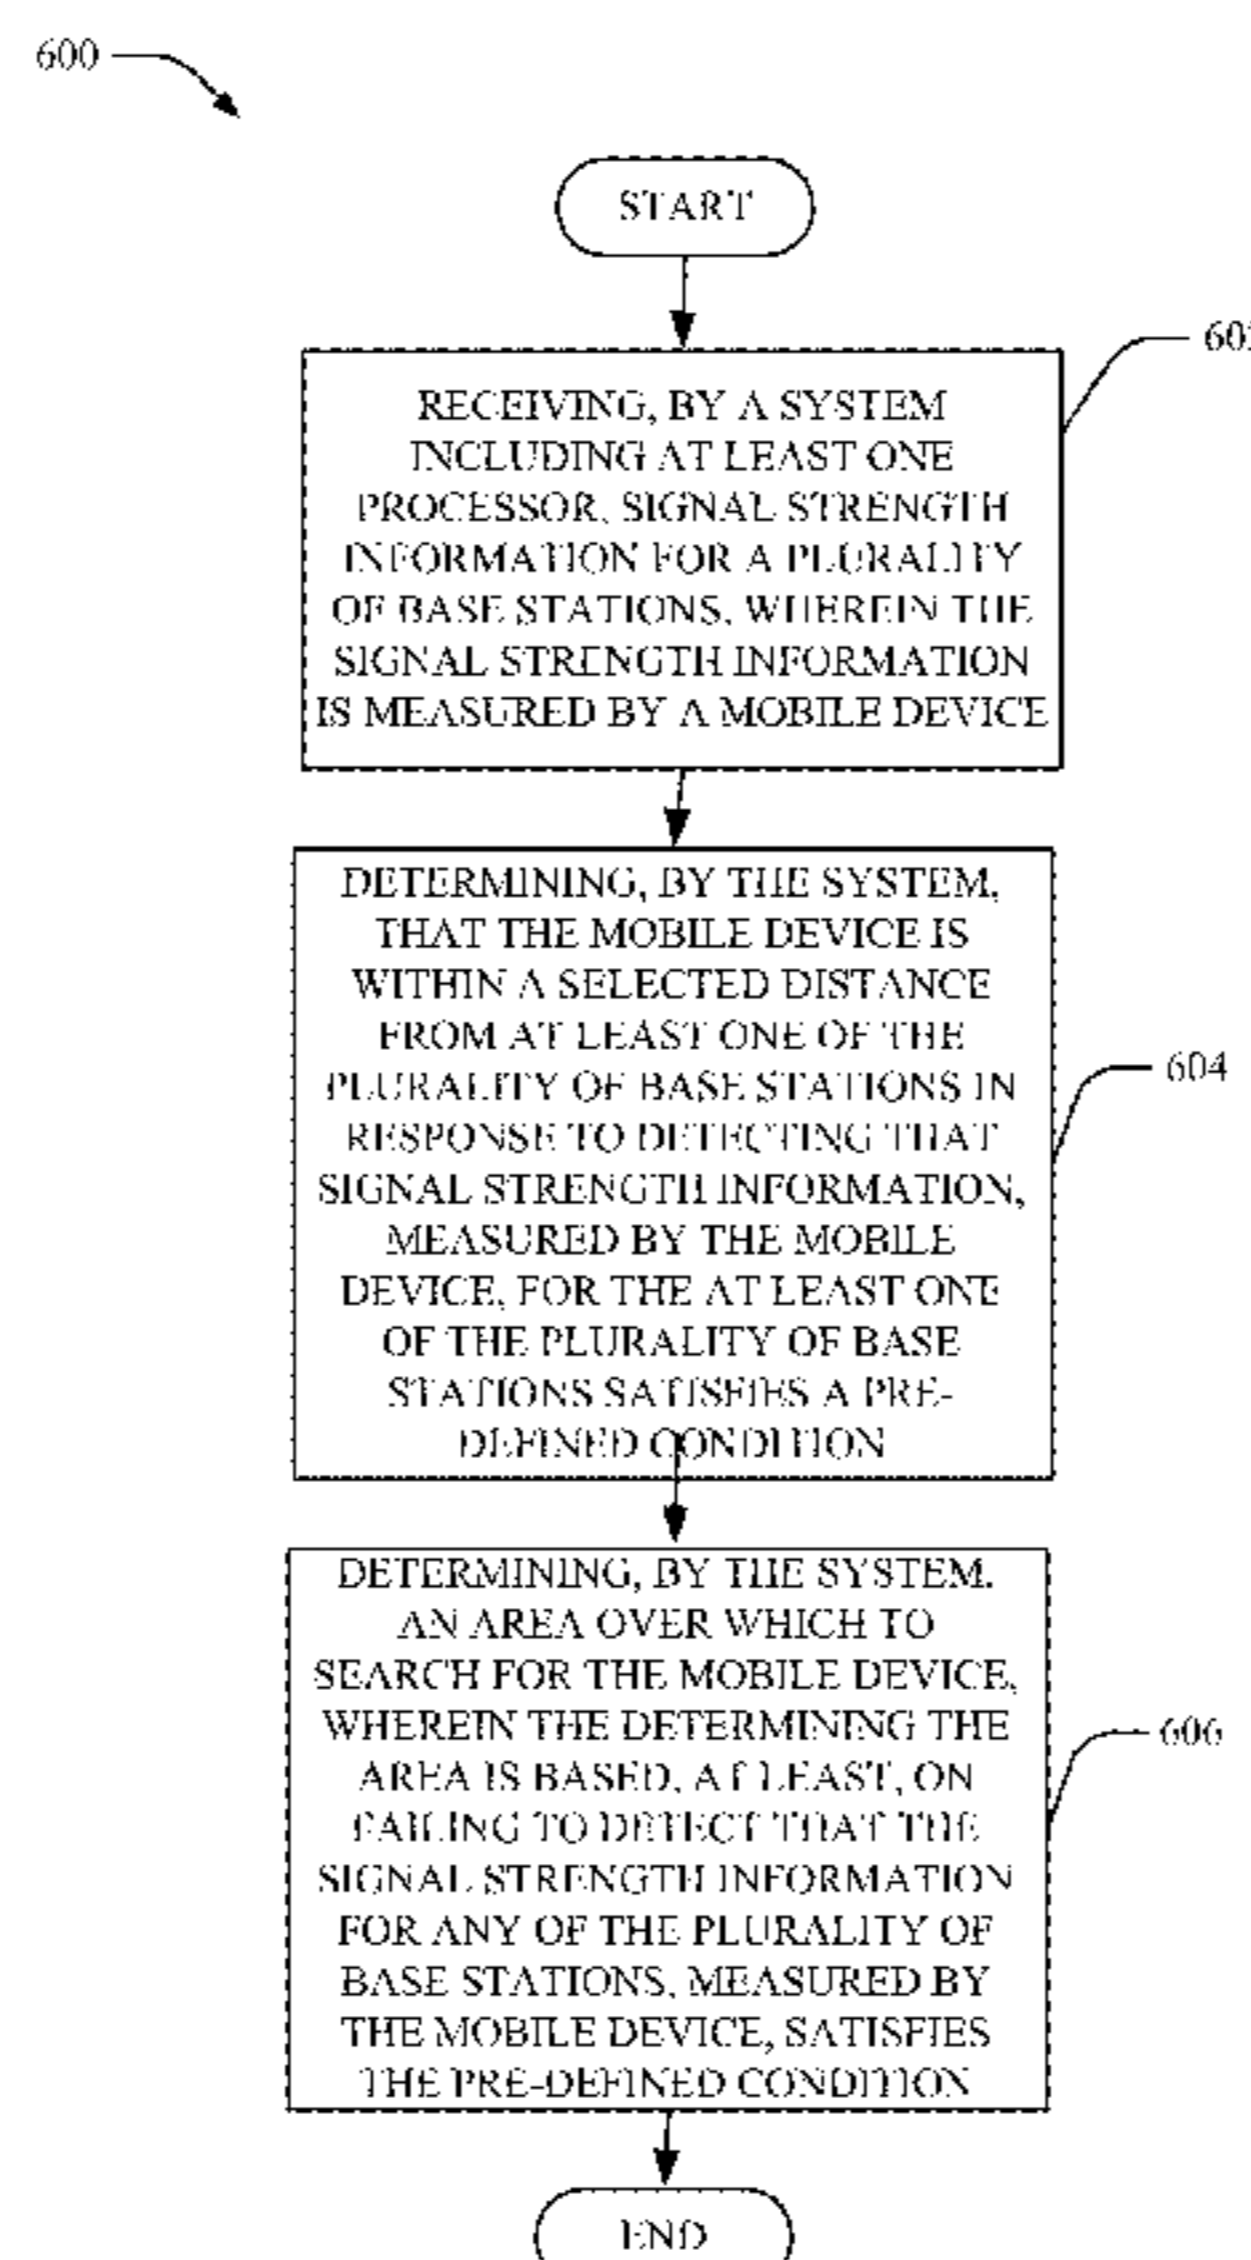 600
START
RECEIVING, BY A SYSTEM
INCLUDING AT LEAST ONE
PROCESSOR, SIGNAL STRENGTH
INFORMATION FOR A PLURALITY
OF BASE STATIONS, WHEREIN THE
SIGNAL STRENGTH INFORMATION
IS MEASURED BY A MOBILE DEVICE
DETERMINING, BY THE SYSTEM,
THAT THE MOBILE DEVICE IS
WITHIN A SELECTED DISTANCE
FROM AT LEAST ONE OF THE
PLURALITY OF BASE STATIONS IN
RESPONSE TO DETECTING THAT
SIGNAL STRENGTH INFORMATION,
MEASURED BY THE MOBILE
DEVICE, FOR THE AT LEAST ONE
OF THE PLURALITY OF BASE
STATIONS SATISFIES A PRE-
DEFINED CONDITION
604
DETERMINING, BY THE SYSTEM,
AN AREA OVER WHICH TO
SEARCH FOR THE MOBILE DEVICE,
WHEREIN THE DETERMINING THE
AREA IS BASED, AT LEAST, ON
FAILING TO DETECT THAT THE
SIGNAL STRENGTH INFORMATION
FOR ANY OF THE PLURALITY OF
BASE STATIONS, MEASURED BY
THE MOBILE DEVICE, SATISFIES
THE PRE-DEFINED CONDITION
606
END